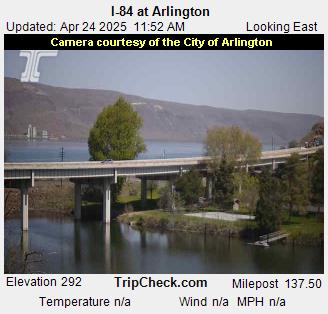 I-84 at Arlington
Updated: Apr 24 2025 11:52 AM Looking East
Camera courtesy of the City of Arlington
Elevation 292 TripCheck.com Milepost 137.50
Temperature n/a Wind n/a MPH n/a